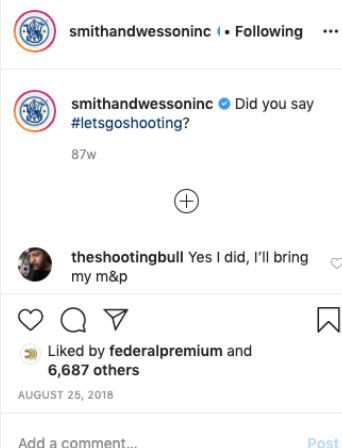 smithandwessoninc • Following •••
smithandwessoninc Did you say
#letsgoshooting?
87w
theshootingbull Yes I did, I'll bring
my m&p
Liked by federalpremium and
6,687 others
AUGUST 25, 2018
Add a comment...
Post